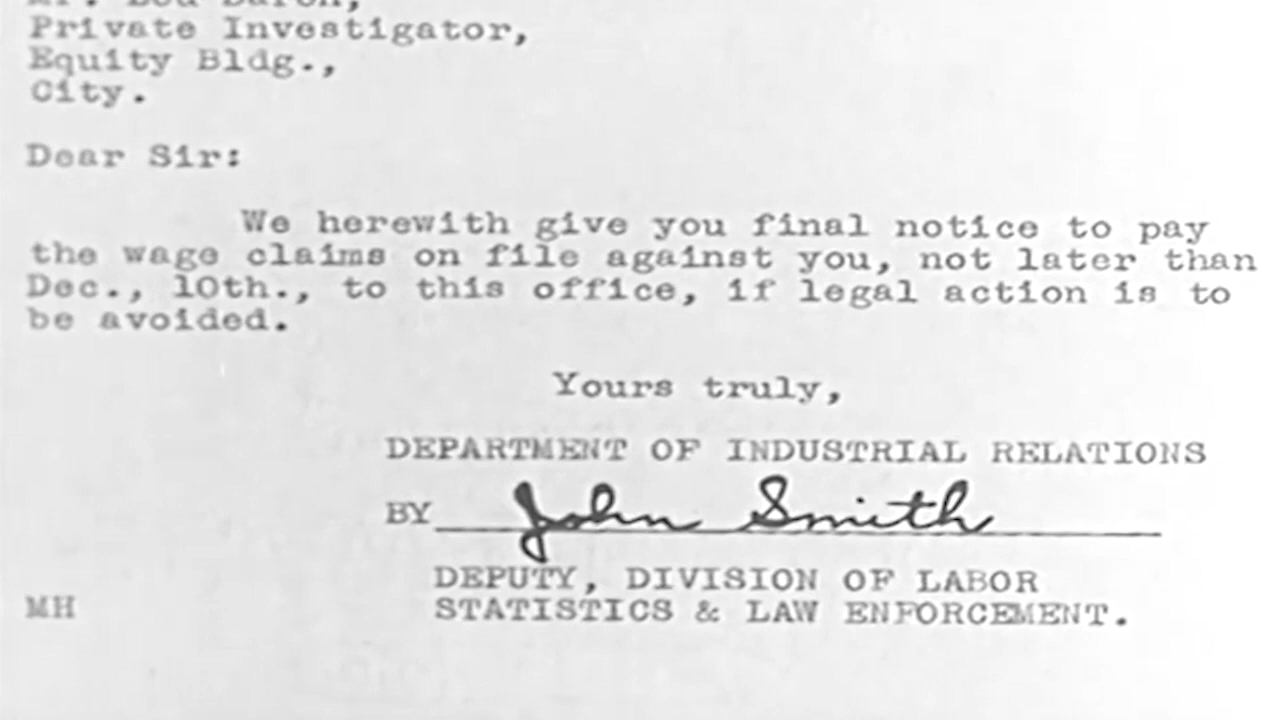 Private Investigator,
Equity Bldg.,
City.
Dear Sir:
We herewith give you final notice to pay
the wage claims on file against you, not later than
Dec., 10th., to this office, if legal action is to
be avoided.
Yours truly,
DEPARTMENT OF INDUSTRIAL RELATIONS
BY John Smith
DEPUTY, DIVISION OF LABOR
MH STATISTICS & LAW ENFORCEMENT.